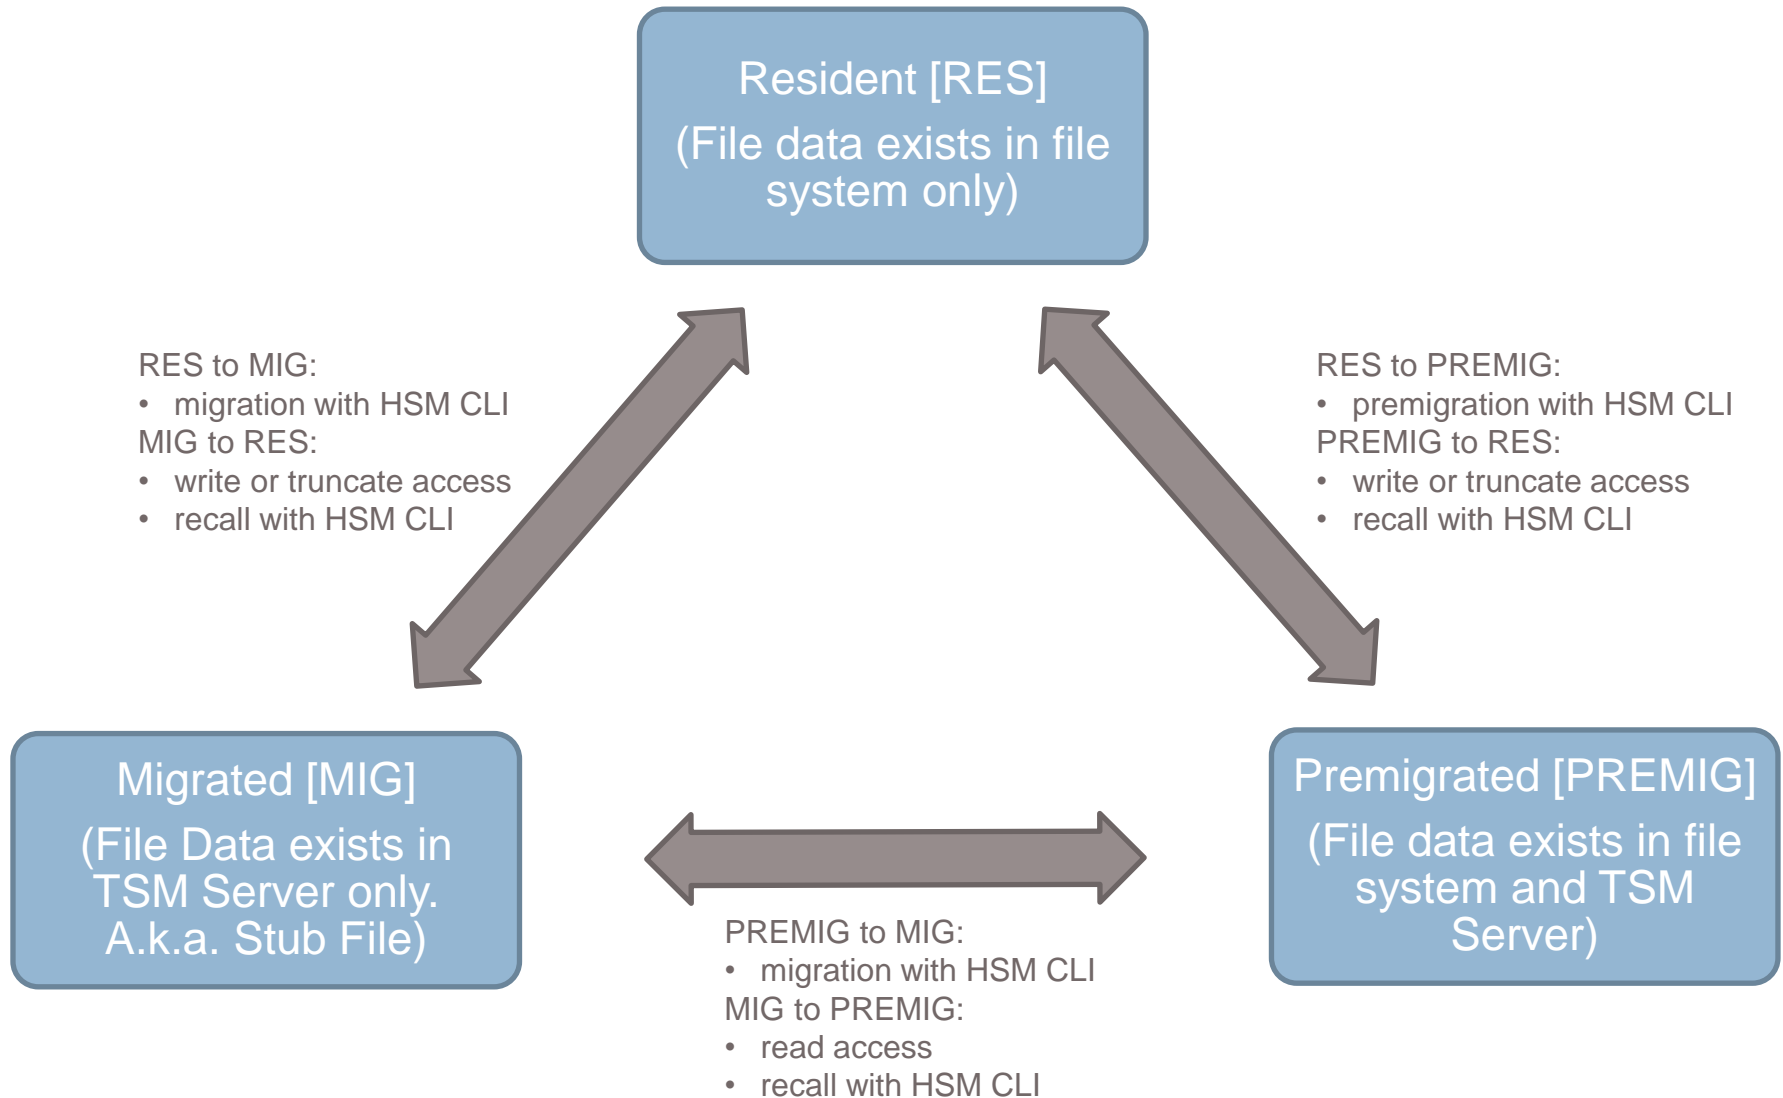 Resident [RES]
(File data exists in file
system only)
RES to MIG:
• migration with HSM CLI
MIG to RES:
• write or truncate access
• recall with HSM CLI
RES to PREMIG:
• premigration with HSM CLI
PREMIG to RES:
• write or truncate access
• recall with HSM CLI
Migrated [MIG]
(File Data exists in
TSM Server only.
A.k.a. Stub File)
Premigrated [PREMIG]
(File data exists in file
system and TSM
Server)
PREMIG to MIG:
• migration with HSM CLI
MIG to PREMIG:
• read access
• recall with HSM CLI